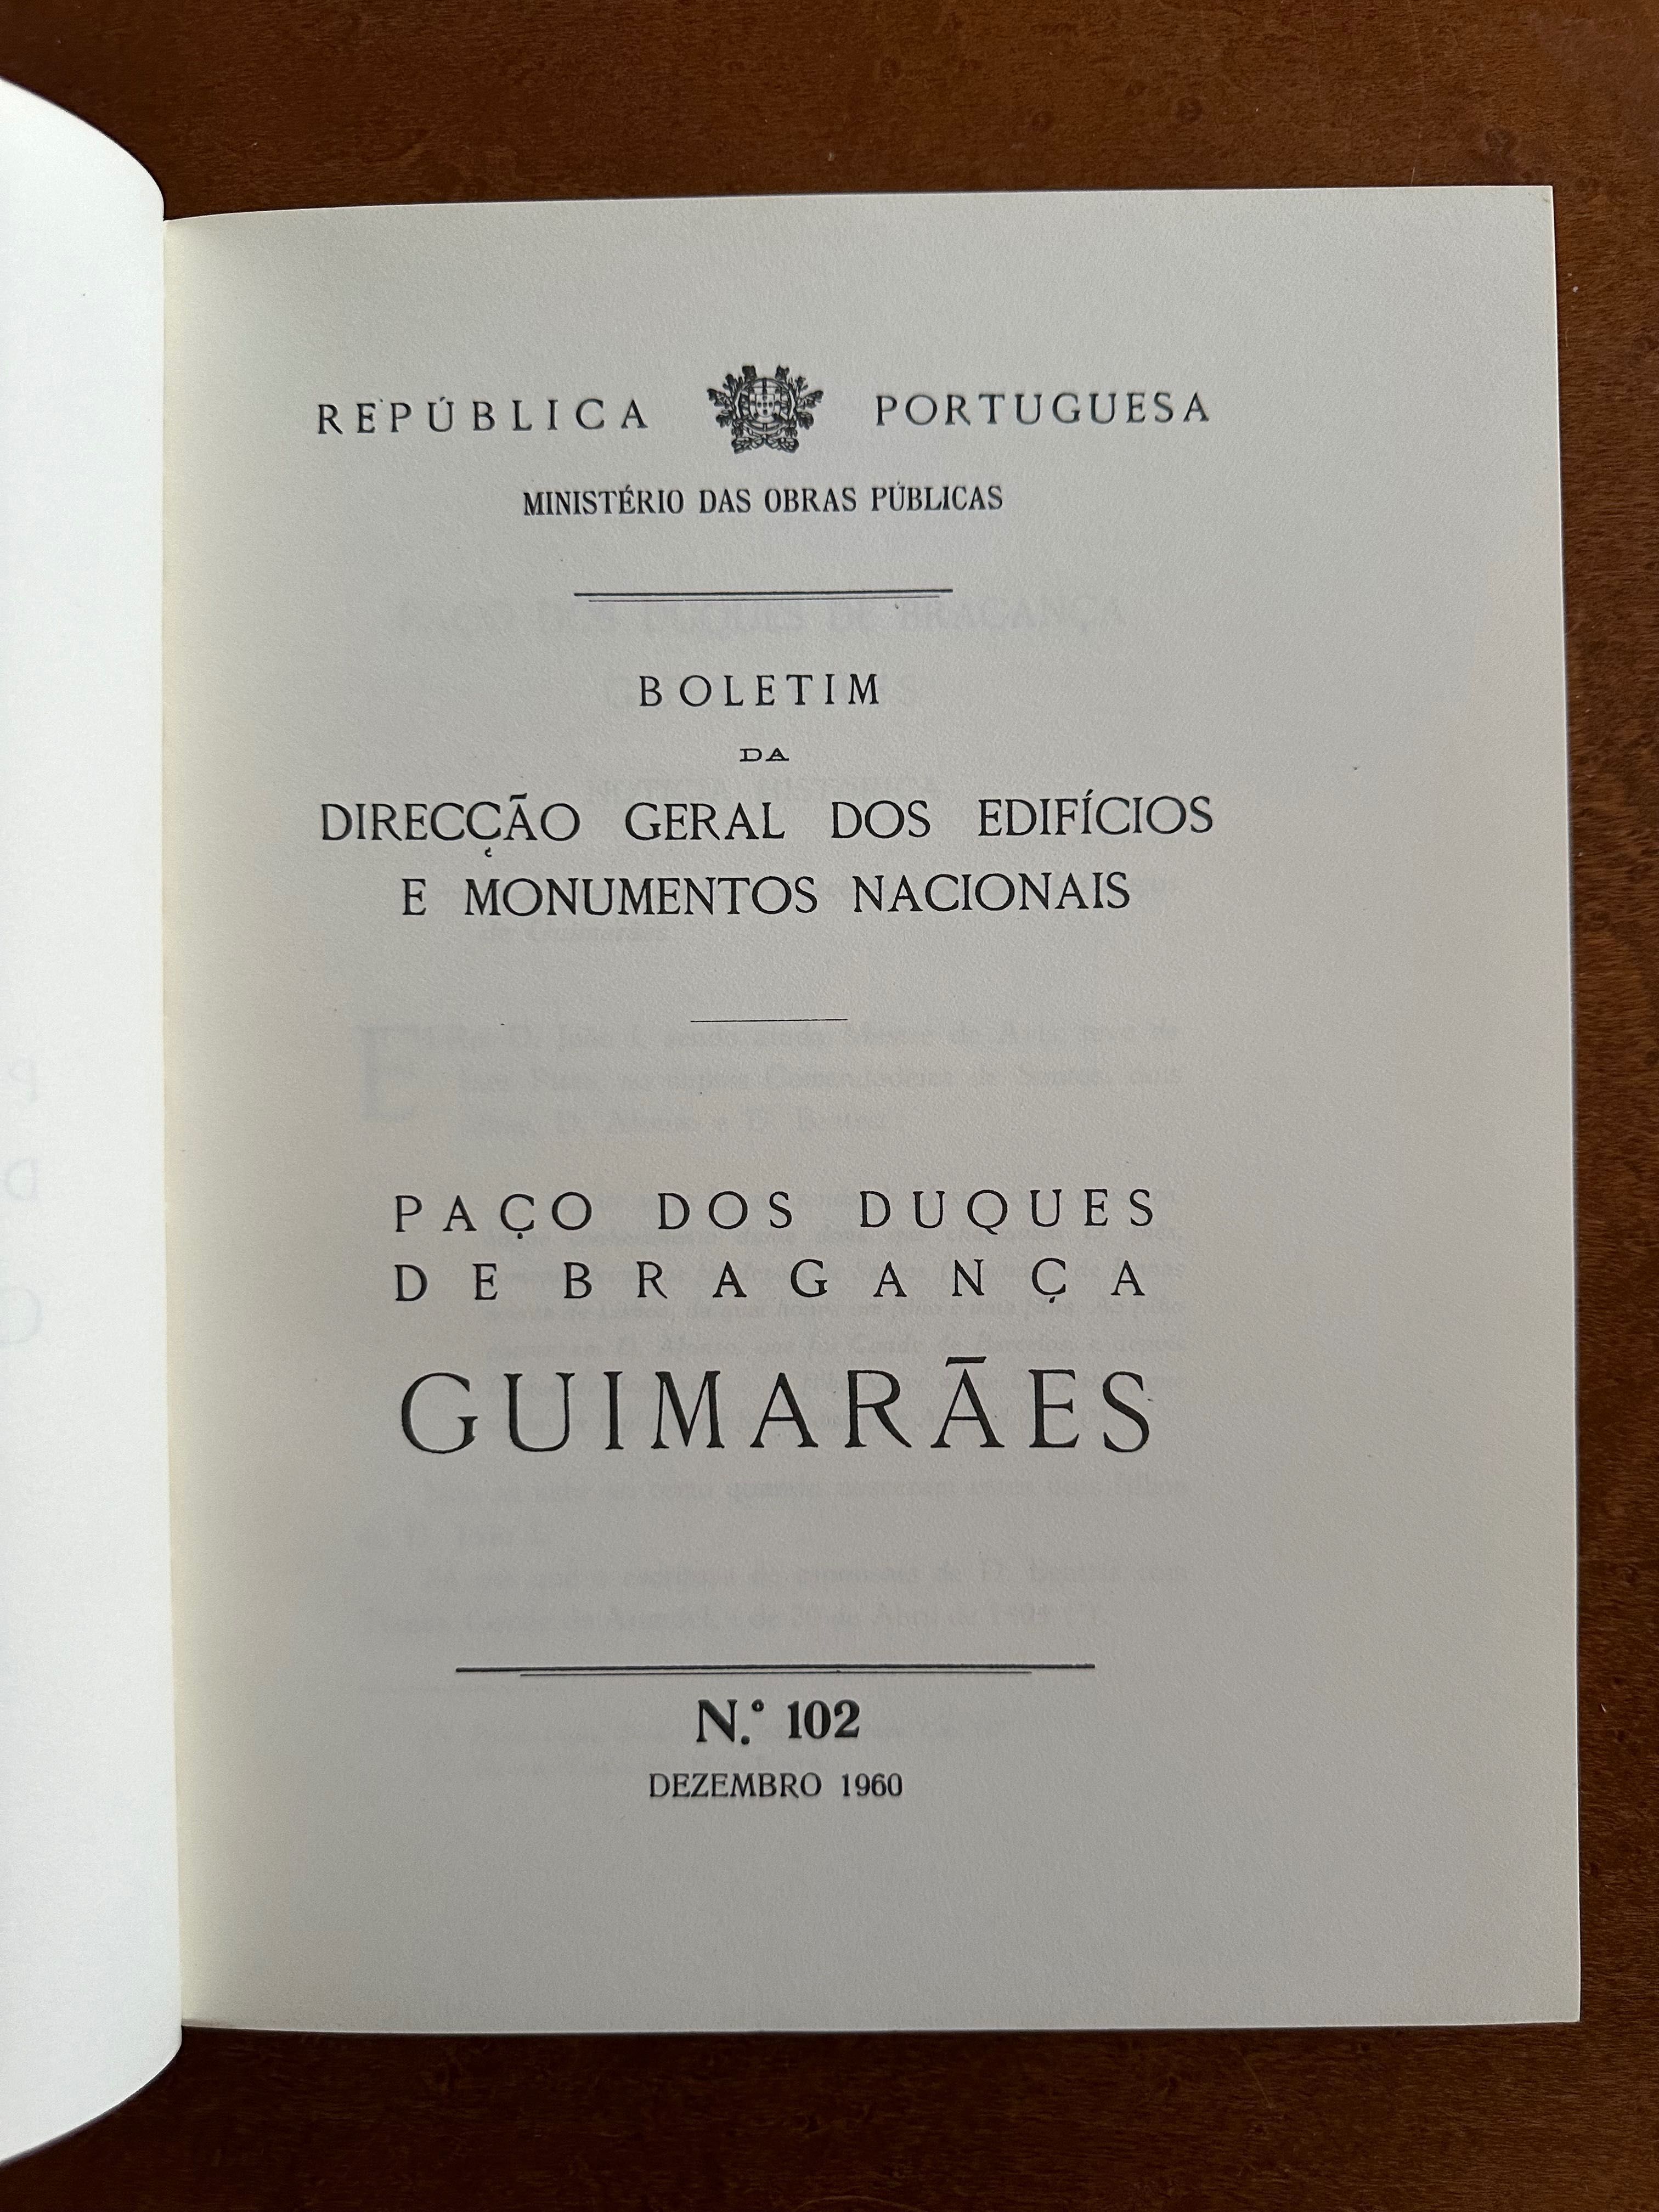 REPÚBLICA PORTUGUESA
MINISTÉRIO DAS OBRAS PÚBLICAS
BOLETIM
DA
DIRECÇÃO GERAL DOS EDIFÍCIOS
E MONUMENTOS NACIONAIS
PAÇO DOS DUQUES
DE BRAGANÇA
GUIMARÃES
N.º 102
DEZEMBRO 1960